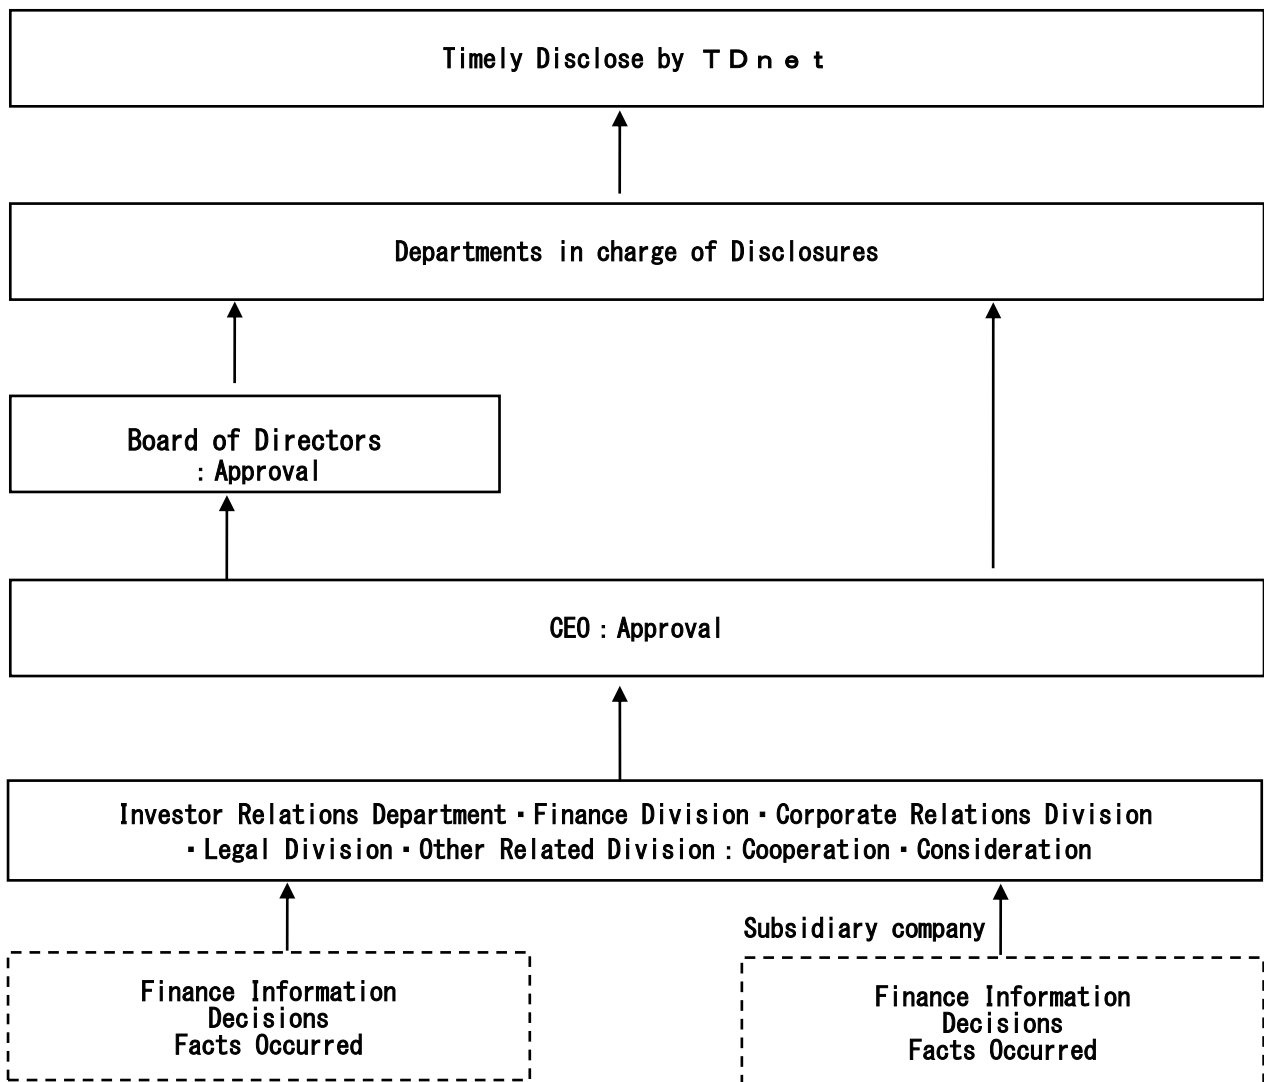 Timely Disclose by TDnet
Departments in charge of Disclosures
Board of Directors
: Approval
CEO : Approval
Investor Relations Department・Finance Division・Corporate Relations Division
・Legal Division・Other Related Division : Cooperation・Consideration
Subsidiary company
Finance Information
Decisions
Facts Occurred
Finance Information
Decisions
Facts Occurred